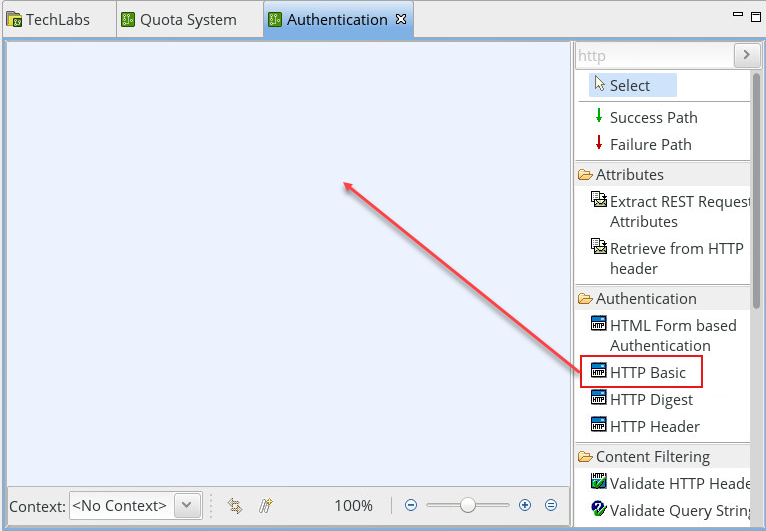 TechLabs
Quota System
Authentication
http
Select
Success Path
Failure Path
Attributes
Extract REST Request
Attributes
Retrieve from HTTP
header
Authentication
HTML Form based
Authentication
HTTP Basic
HTTP Digest
HTTP Header
Content Filtering
Validate HTTP Heade
Validate Query String
Context:
<No Context>
100%